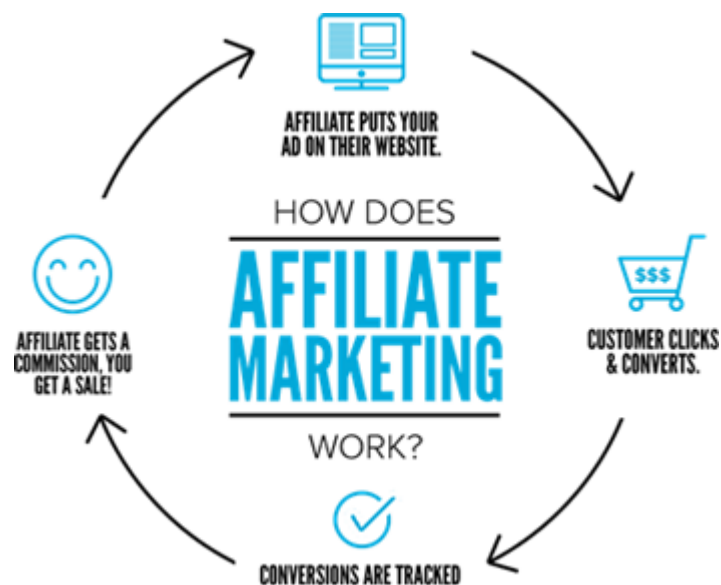 AFFILIATE PUTS YOUR
AD ON THEIR WEBSITE.
HOW DOES
AFFILIATE
MARKETING
WORK?
$$$
CUSTOMER CLICKS
& CONVERTS.
CONVERSIONS ARE TRACKED
AFFILIATE GETS A
COMMISSION, YOU
GET A SALE!